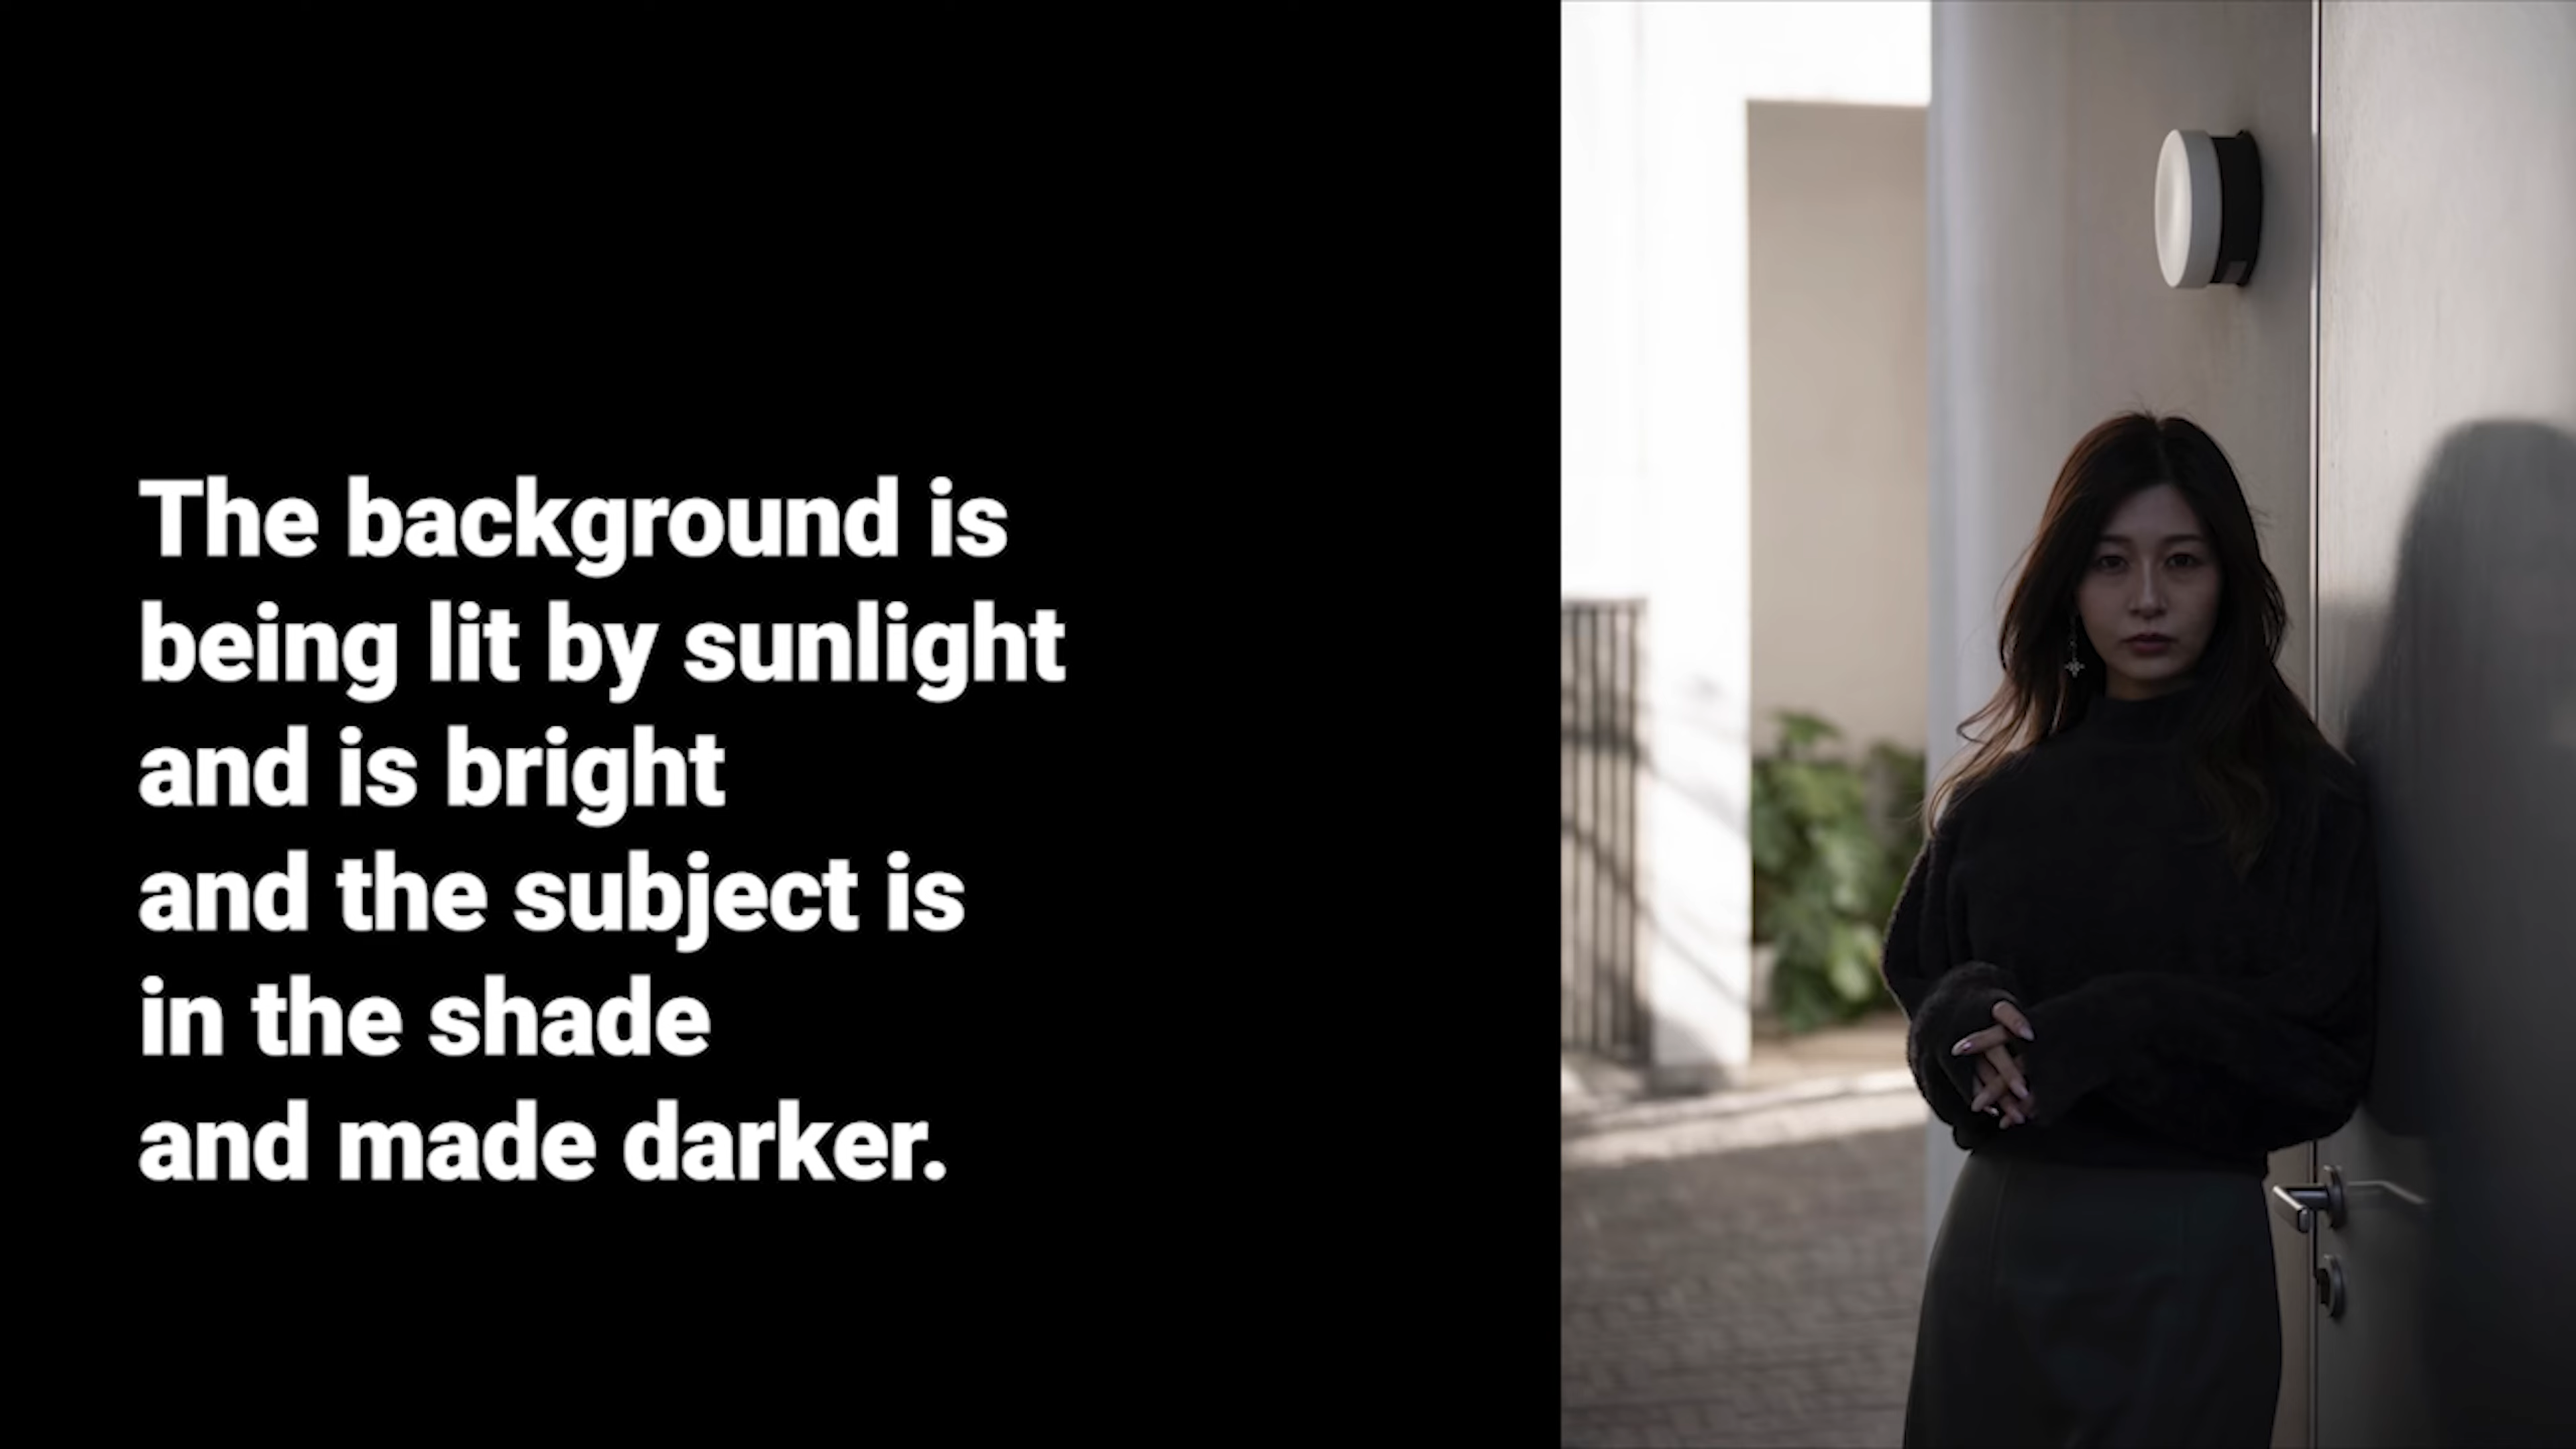 The background is
being lit by sunlight
and is bright
and the subject is
in the shade
and made darker.